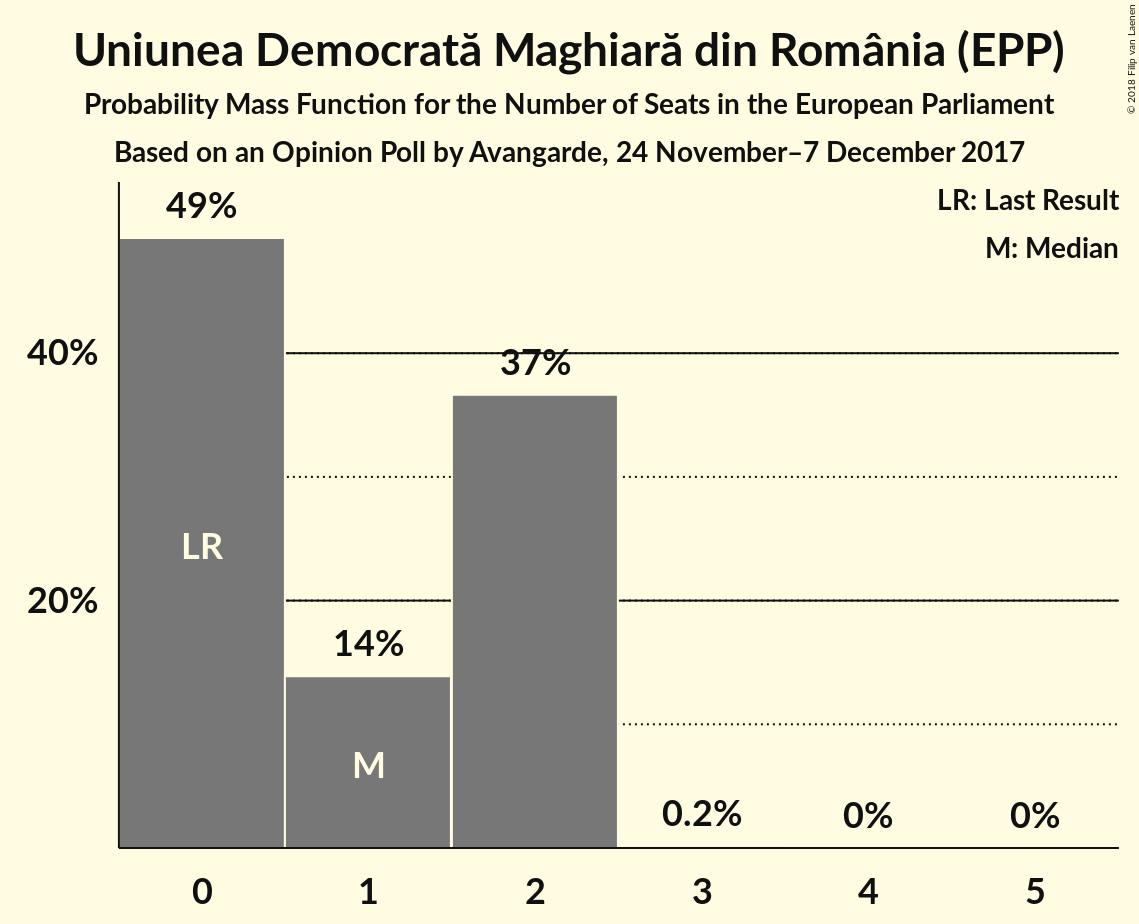 Uniunea Democrată Maghiară din România (EPP)
Probability Mass Function for the Number of Seats in the European Parliament
Based on an Opinion Poll by Avangarde, 24 November–7 December 2017
© 2018 Filip van Laenen
LR: Last Result
M: Median
49%
40%
37%
LR
20%
14%
M
0.2%
0%
0%
0 1 2 3 4 5